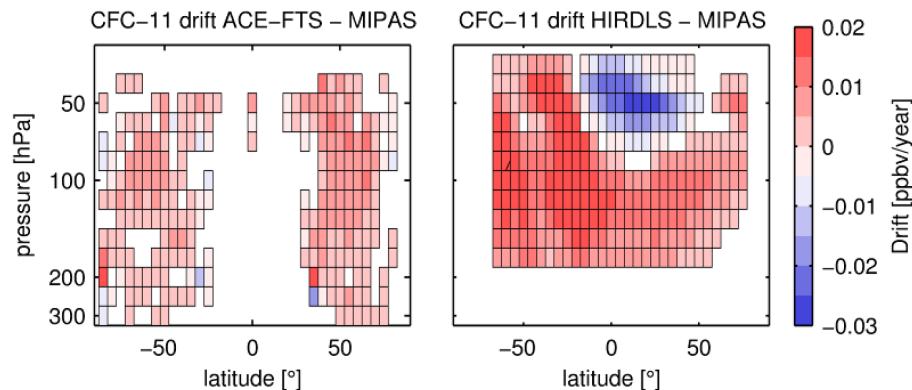 CFC−11 drift ACE−FTS − MIPAS
CFC−11 drift HIRDLS − MIPAS
pressure [hPa]
50
100
200
300
−50
0
50
latitude [°]
−50
0
50
latitude [°]
0.02
0.01
0
−0.01
−0.02
−0.03
Drift [ppbv/year]